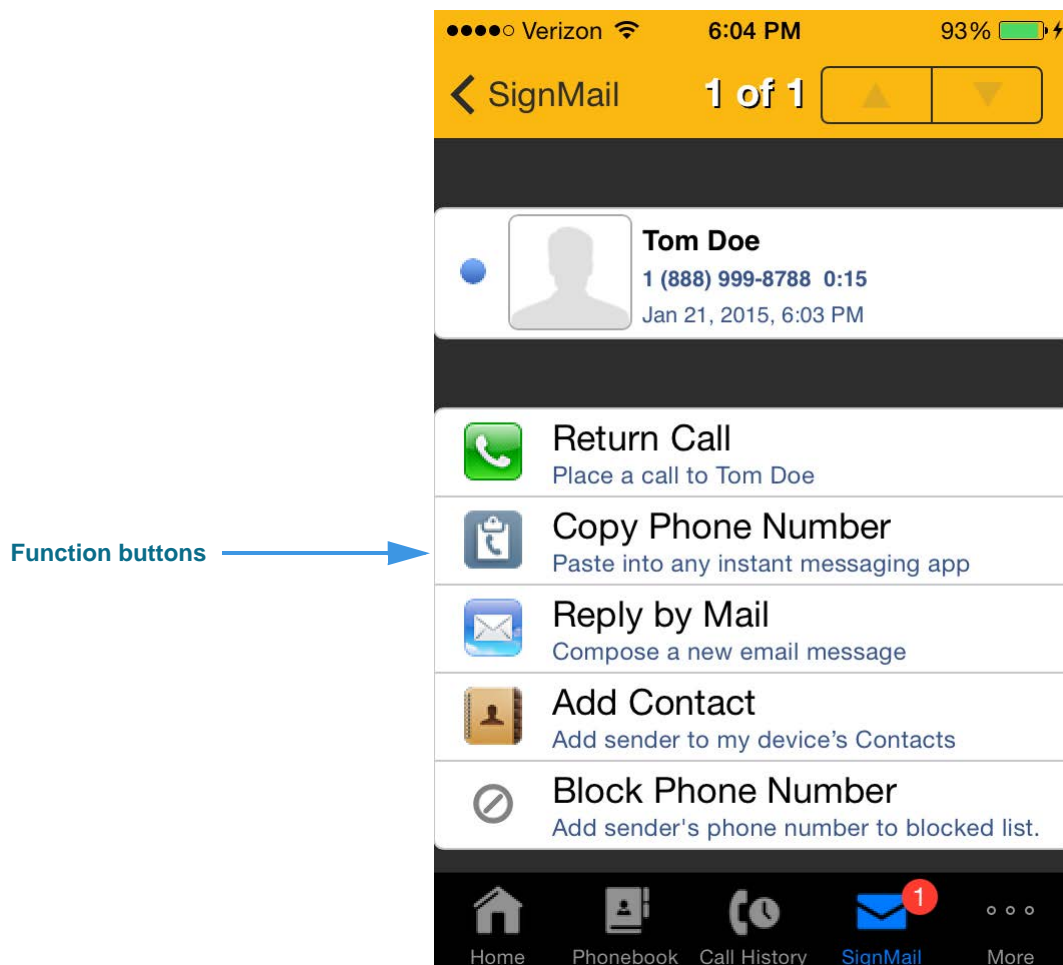 Verizon 6:04 PM 93%
SignMail 1 of 1
Tom Doe
1 (888) 999-8788 0:15
Jan 21, 2015, 6:03 PM
Return Call
Place a call to Tom Doe
Function buttons
Copy Phone Number
Paste into any instant messaging app
Reply by Mail
Compose a new email message
Add Contact
Add sender to my device’s Contacts
Block Phone Number
Add sender's phone number to blocked list.
1
Home Phonebook Call History SignMail More